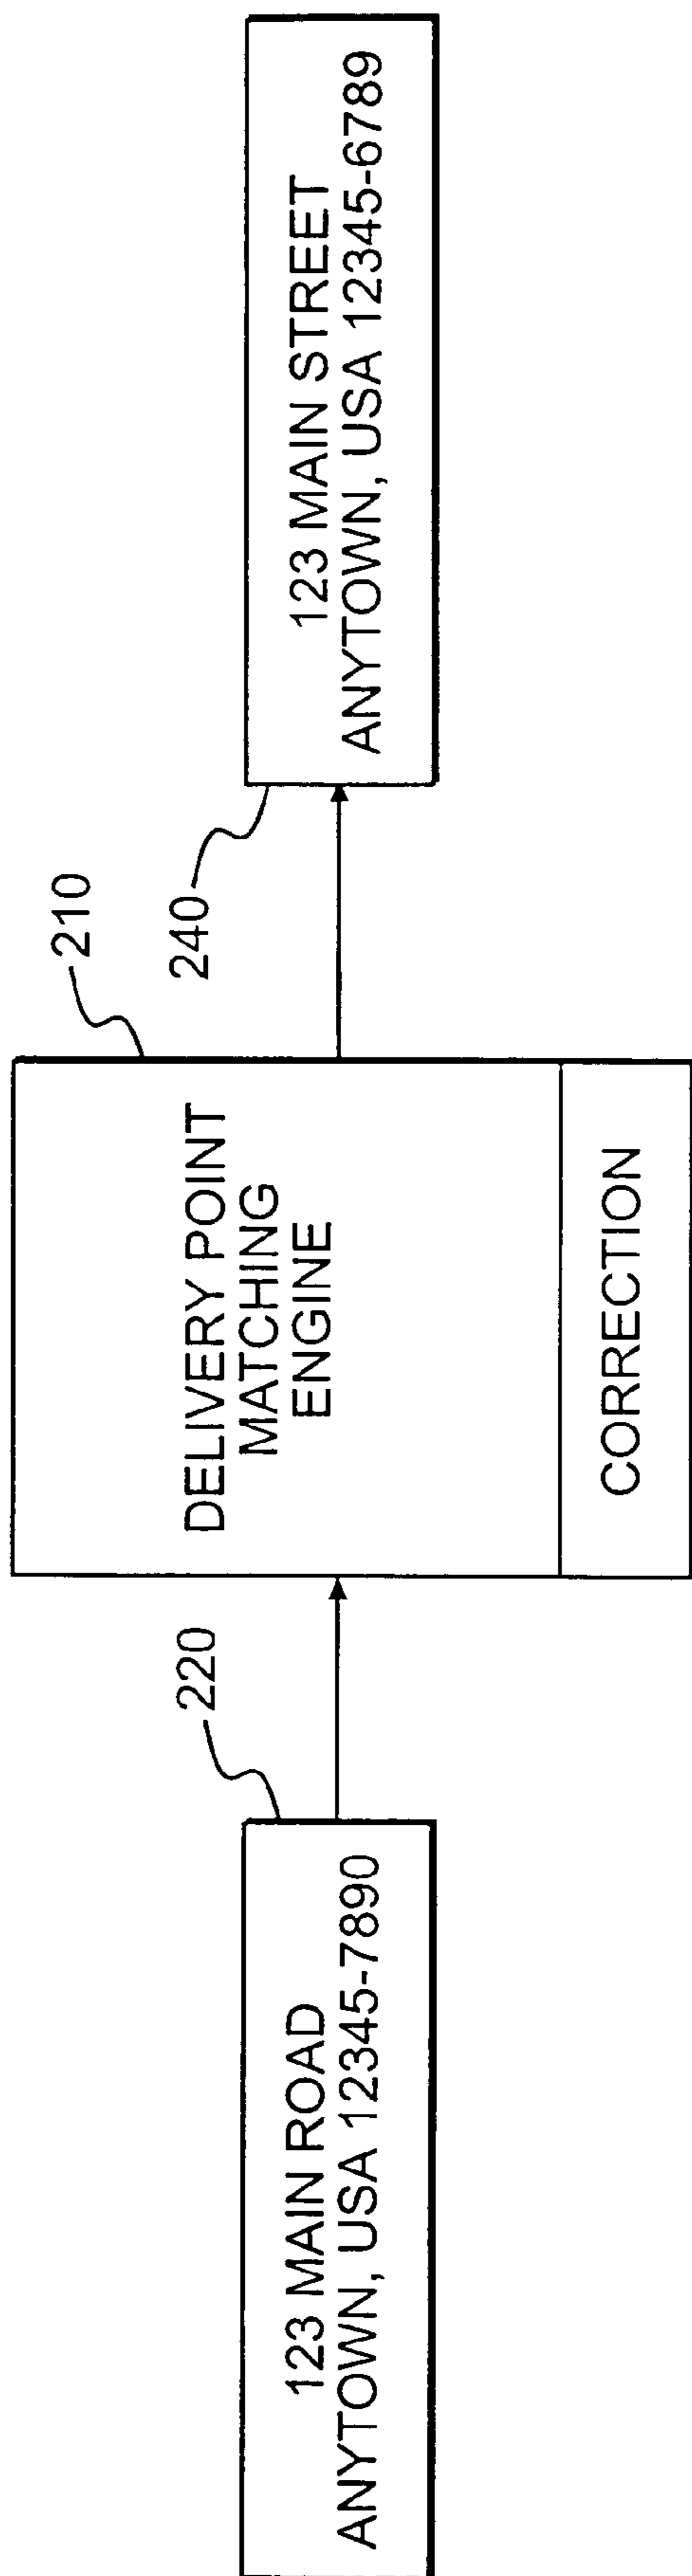 123 MAIN ROAD
ANYTOWN, USA 12345-7890
220
DELIVERY POINT
MATCHING
ENGINE
CORRECTION
210
240
123 MAIN STREET
ANYTOWN, USA 12345-6789